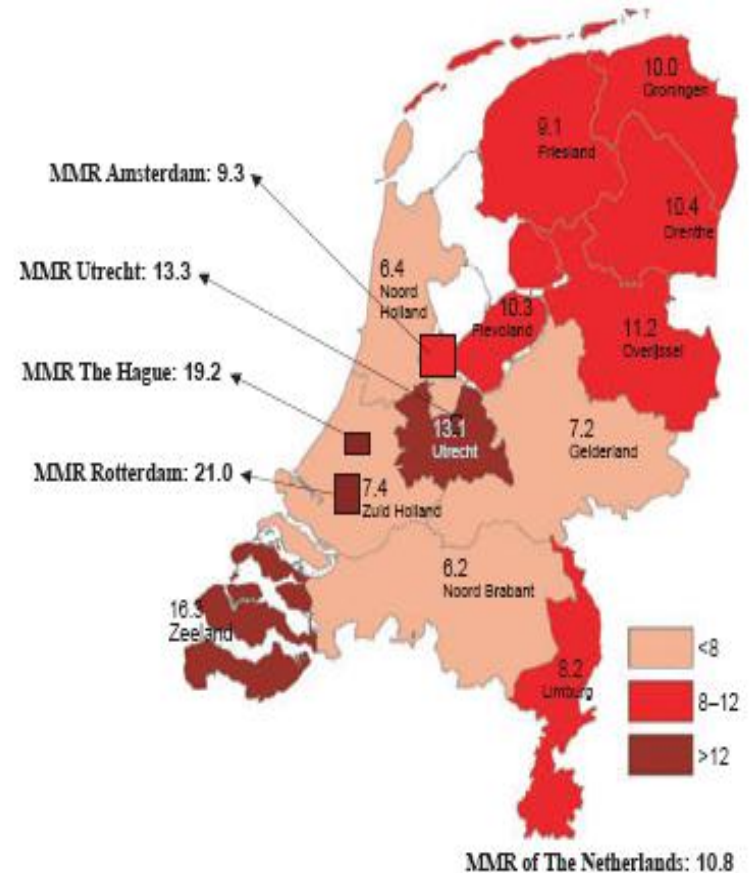 10.0
Groningen
9.1
Friesland
MMR Amsterdam: 9.3
10.4
Drenthe
MMR Utrecht: 13.3
6.4
Noord
Holland
10.3
Flevoland
11.2
Overijssel
MMR The Hague: 19.2
13.1
Utrecht
7.2
Gelderland
MMR Rotterdam: 21.0
7.4
Zuid Holland
6.2
Noord Brabant
16.3
Zeeland
<8
8.2
Limburg
8–12
>12
MMR of The Netherlands: 10.8